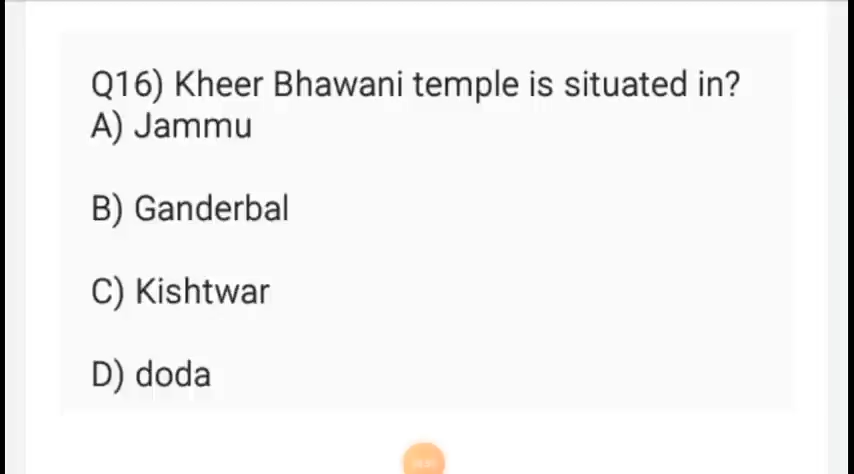 Q16) Kheer Bhawani temple is situated in?
A) Jammu
B) Ganderbal
C) Kishtwar
D) doda